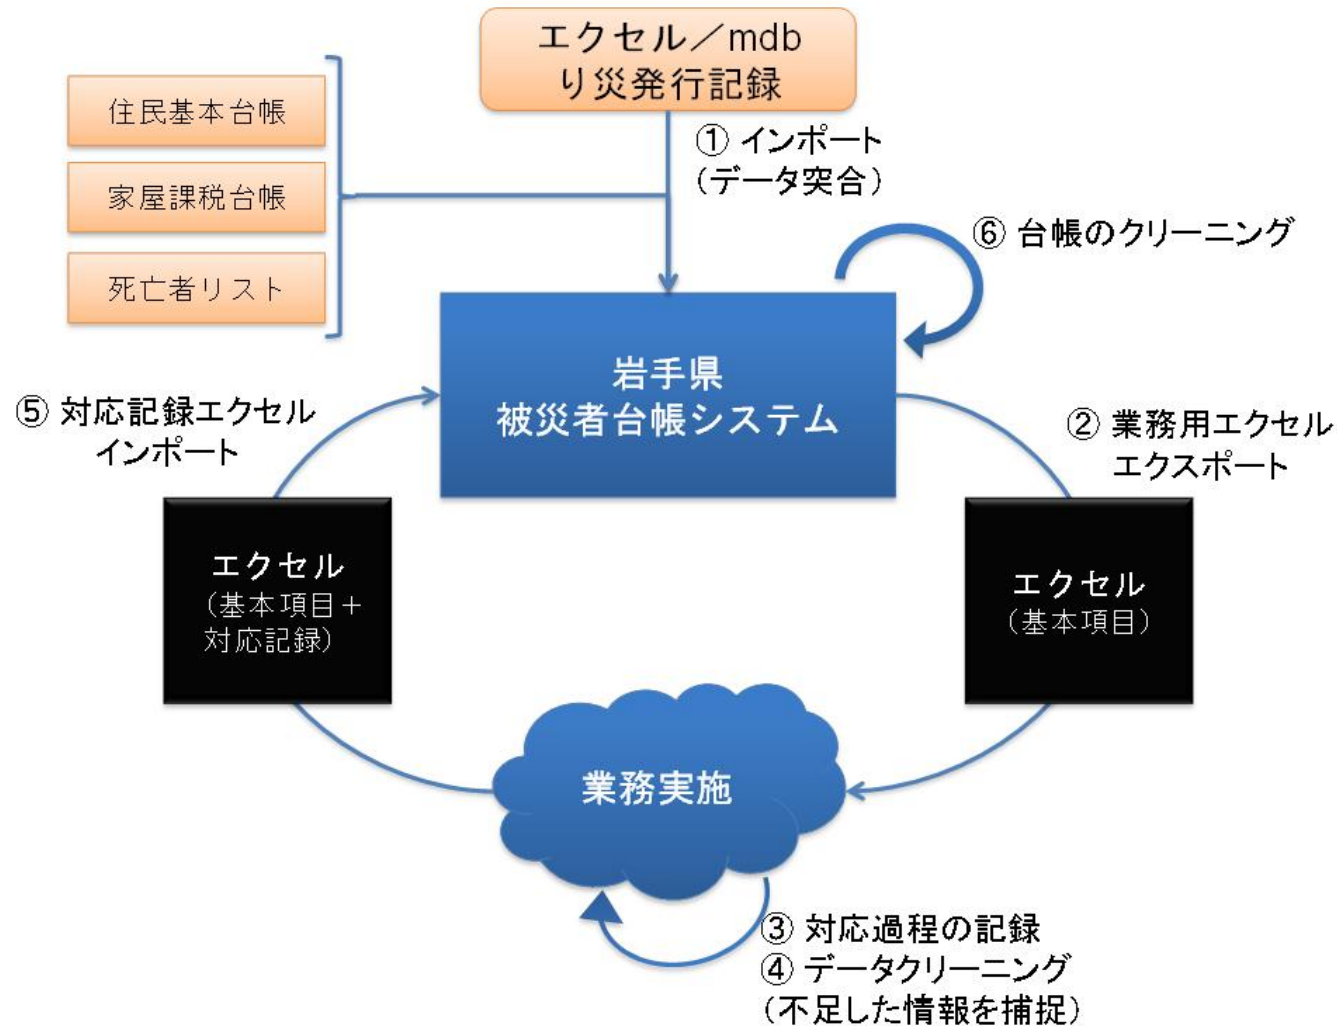 エクセル／mdb
り災発行記録
住民基本台帳
家屋課税台帳
死亡者リスト
① インポート
（データ突合）
⑥ 台帳のクリーニング
岩手県
被災者台帳システム
⑤ 対応記録エクセル
インポート
② 業務用エクセル
エクスポート
エクセル
（基本項目＋
対応記録）
エクセル
（基本項目）
業務実施
③ 対応過程の記録
④ データクリーニング
（不足した情報を捕捉）